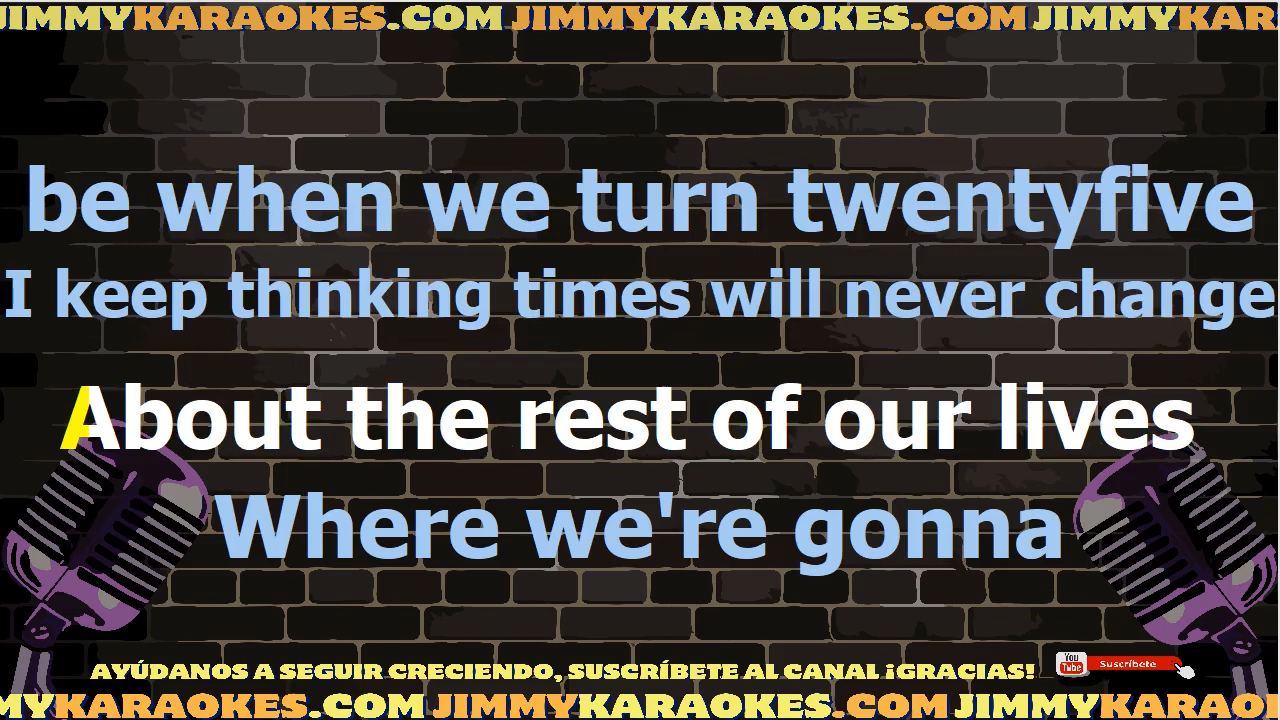 JIMMYKARAOKES.COM JIMMYKARAOKES.COM JIMMYKAR
be when we turn twentyfive
I keep thinking times will never change
About the rest of our lives
Where we're gonna
AYÚDANOS A SEGUIR CRECIENDO, SUSCRÍBETE AL CANAL ¡GRACIAS!
You Tube Suscríbete
MYKARAOKES.COM JIMMYKARAOKES.COM JIMMYKARAO